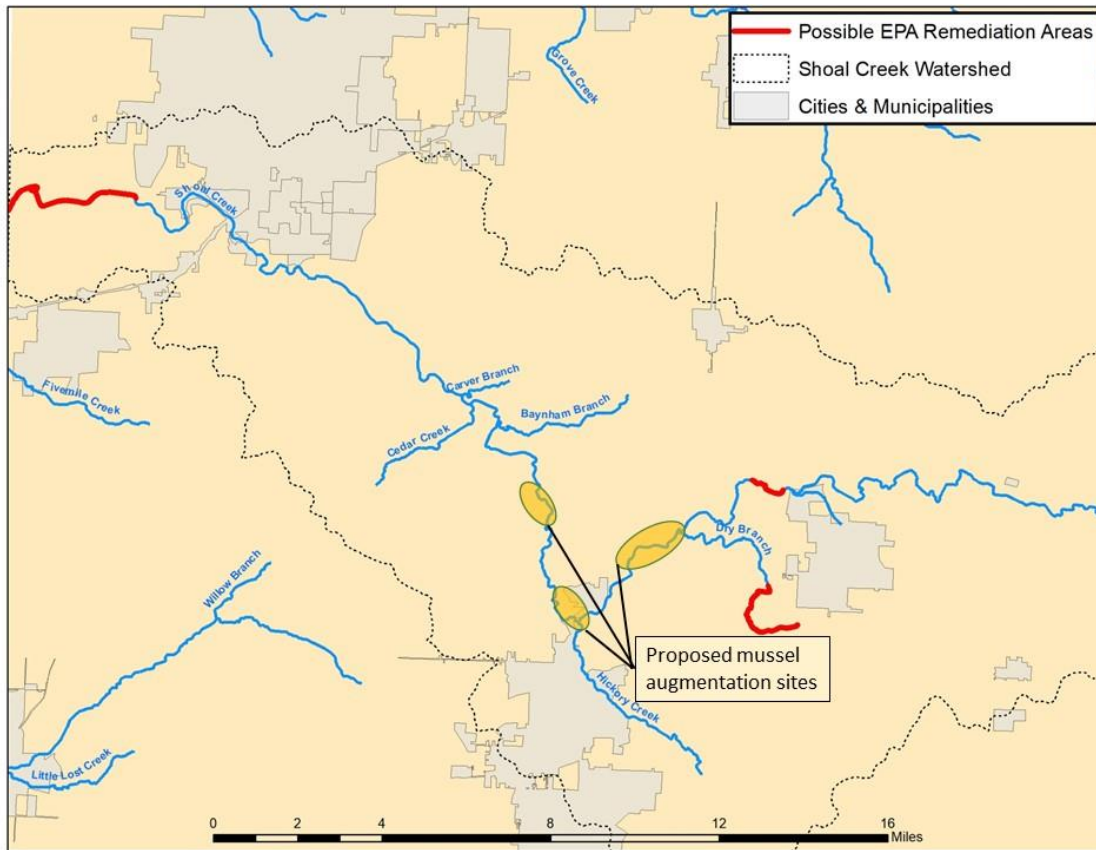 Possible EPA Remediation Areas
Shoal Creek Watershed
Cities & Municipalities
Grove Creek
Shoal Creek
Fivemile Creek
Carver Branch
Baynham Branch
Cedar Creek
Dry Branch
Willow Branch
Proposed mussel
augmentation sites
Hickory Creek
Little Lost Creek
0 2 4 8 12 16
Miles